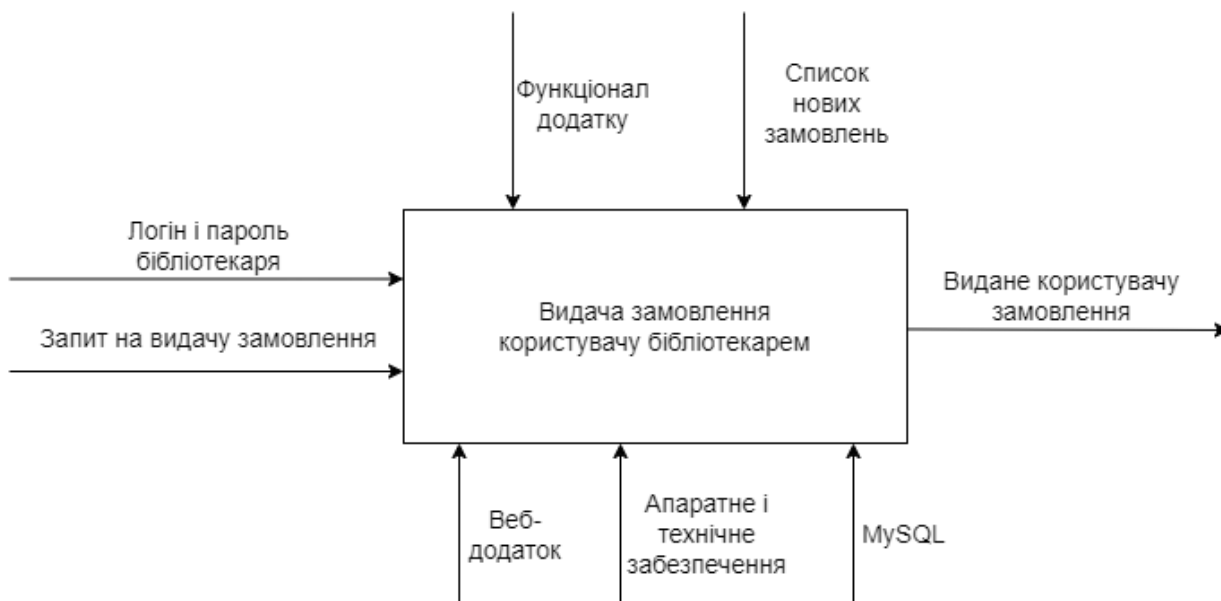 Функціонал
додатку
Список
нових
замовлень
Логін і пароль
бібліотекаря
Запит на видачу замовлення
Видача замовлення
користувачу бібліотекарем
Видане користувачу
замовлення
Веб-
додаток
Апаратне і
технічне
забезпечення
MySQL